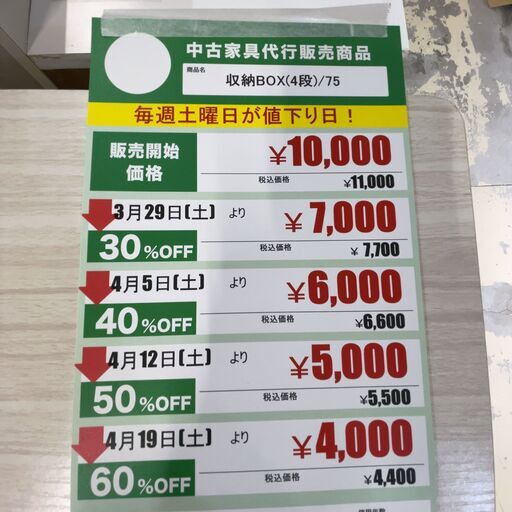 中古家具代行販売商品
商品名
収納BOX(4段)/75
毎週土曜日が値下り日！
販売開始
価格
¥10,000
税込価格 ¥11,000
3月29日(土) より
¥7,000
30%OFF
税込価格 ¥7,700
4月5日(土) より
¥6,000
40%OFF
税込価格 ¥6,600
4月12日(土) より
¥5,000
50%OFF
税込価格 ¥5,500
4月19日(土) より
¥4,000
60%OFF
税込価格 ¥4,400